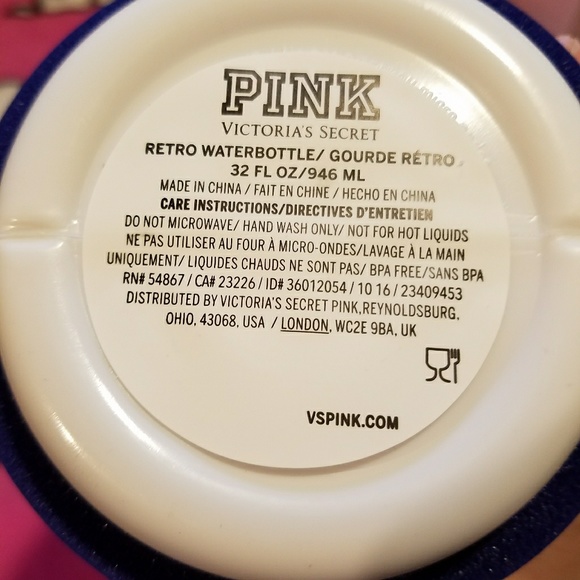 PINK
VICTORIA'S SECRET
RETRO WATERBOTTLE/ GOURDE RÉTRO
32 FL OZ/946 ML
MADE IN CHINA / FAIT EN CHINE / HECHO EN CHINA
CARE INSTRUCTIONS/DIRECTIVES D'ENTRETIEN
DO NOT MICROWAVE/ HAND WASH ONLY/ NOT FOR HOT LIQUIDS
NE PAS UTILISER AU FOUR À MICRO-ONDES/LAVAGE À LA MAIN
UNIQUEMENT/ LIQUIDES CHAUDS NE SONT PAS/ BPA FREE/SANS BPA
RN# 54867 / CA# 23226 / ID# 36012054 / 10 16 / 23409453
DISTRIBUTED BY VICTORIA'S SECRET PINK,REYNOLDSBURG,
OHIO, 43068, USA / LONDON, WC2E 9BA, UK
VSPINK.COM